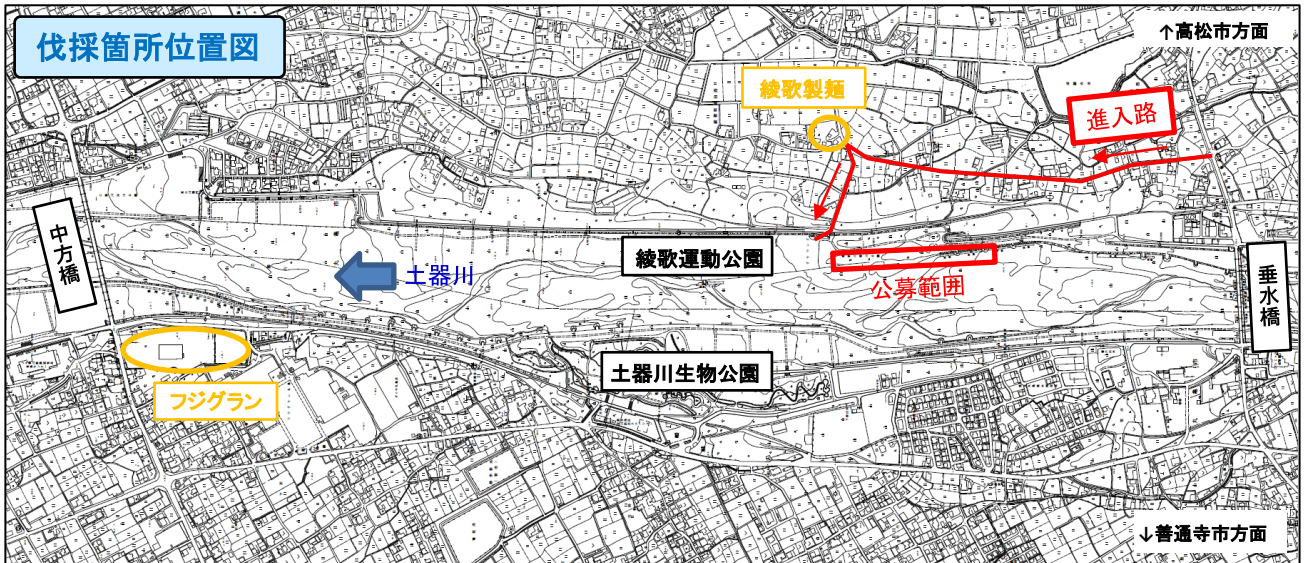 伐採箇所位置図
↑高松市方面
綾歌製麺
進入路
中方橋
綾歌運動公園
土器川
公募範囲
垂水橋
土器川生物公園
フジグラン
↓善通寺市方面